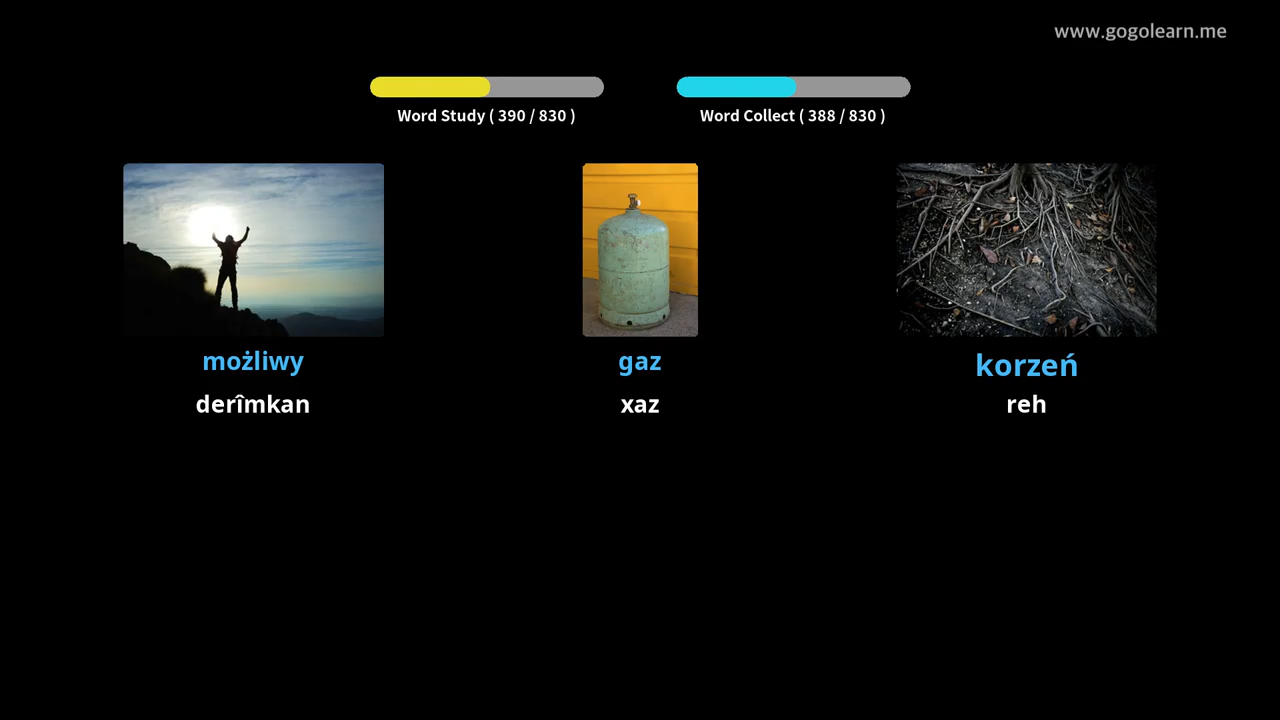 www.gogolearn.me
Word Study ( 390 / 830 )
Word Collect ( 388 / 830 )
możliwy
gaz
korzeń
derîmkan
xaz
reh